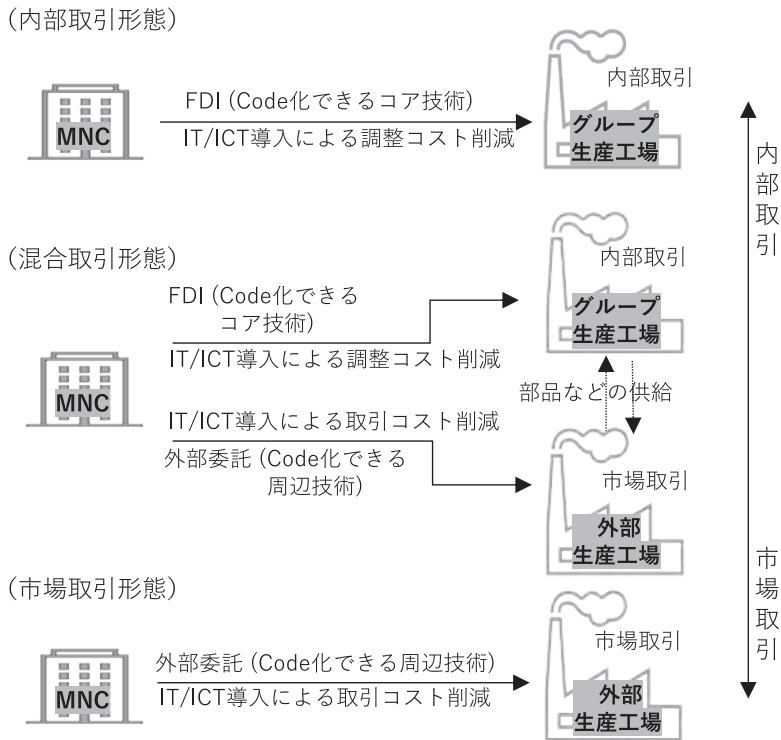 (内部取引形態)
MNC
FDI (Code化できるコア技術)
IT/ICT導入による調整コスト削減
内部取引
グループ
生産工場
内部取引
(混合取引形態)
MNC
FDI (Code化できる
コア技術)
IT/ICT導入による調整コスト削減
内部取引
グループ
生産工場
部品などの供給
IT/ICT導入による取引コスト削減
外部委託 (Code化できる
周辺技術)
市場取引
外部
生産工場
(市場取引形態)
MNC
外部委託 (Code化できる周辺技術)
IT/ICT導入による取引コスト削減
市場取引
外部
生産工場
市場取引